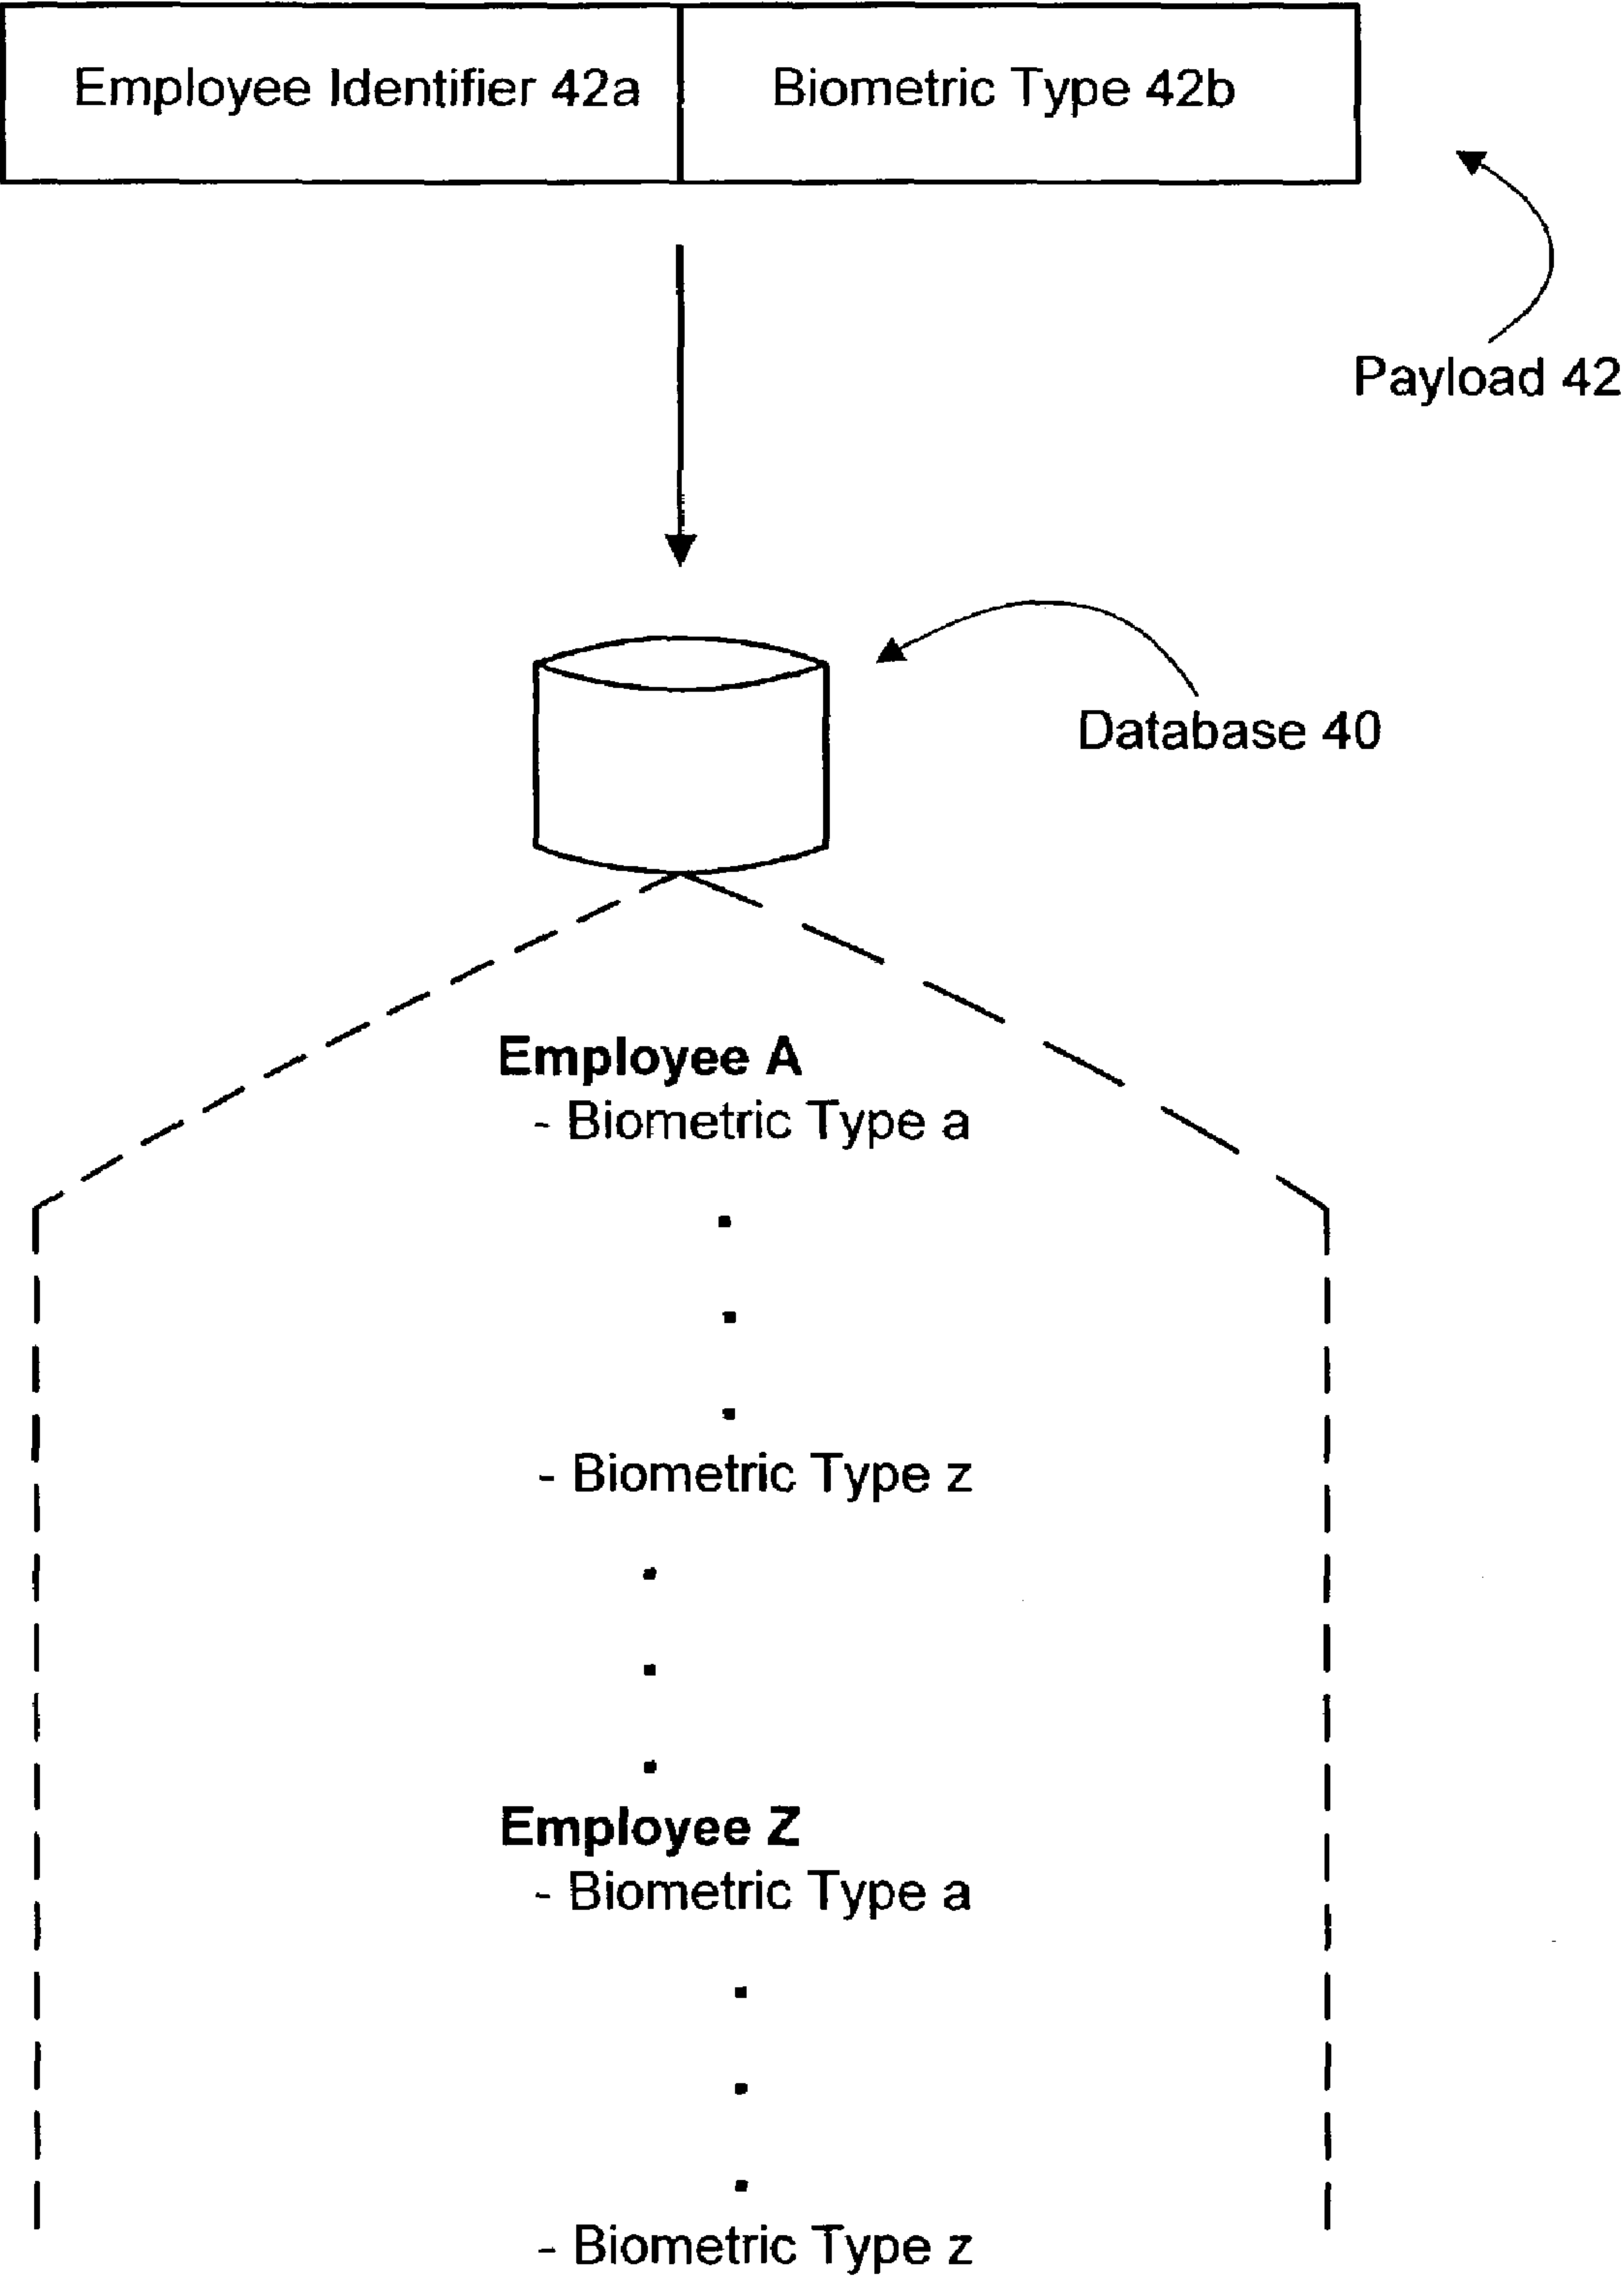 Employee Identifier 42a
Biometric Type 42b
Payload 42
Database 40
Employee A
- Biometric Type a
- Biometric Type z
Employee Z
- Biometric Type a
- Biometric Type z